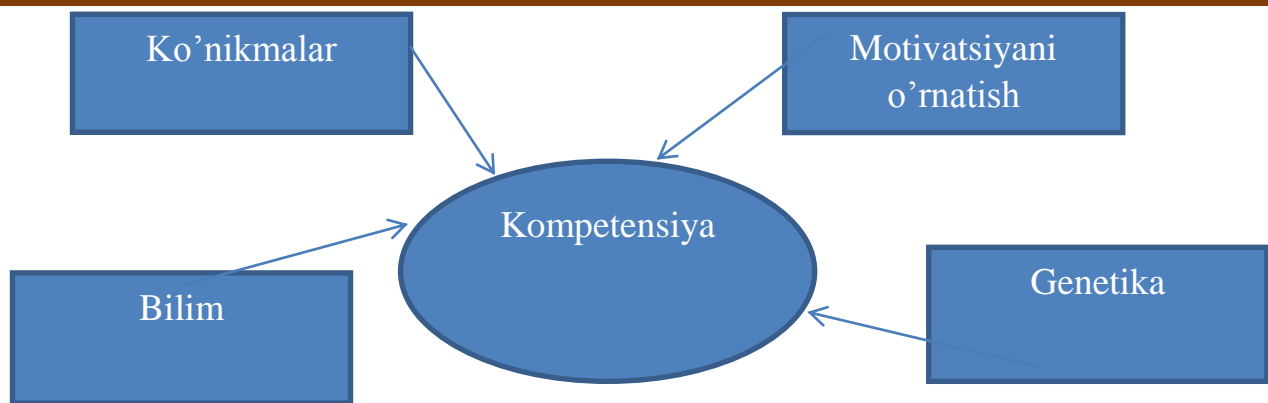 Ko’nikmalar
Motivatsiyani
o’rnatish
Kompetensiya
Bilim
Genetika